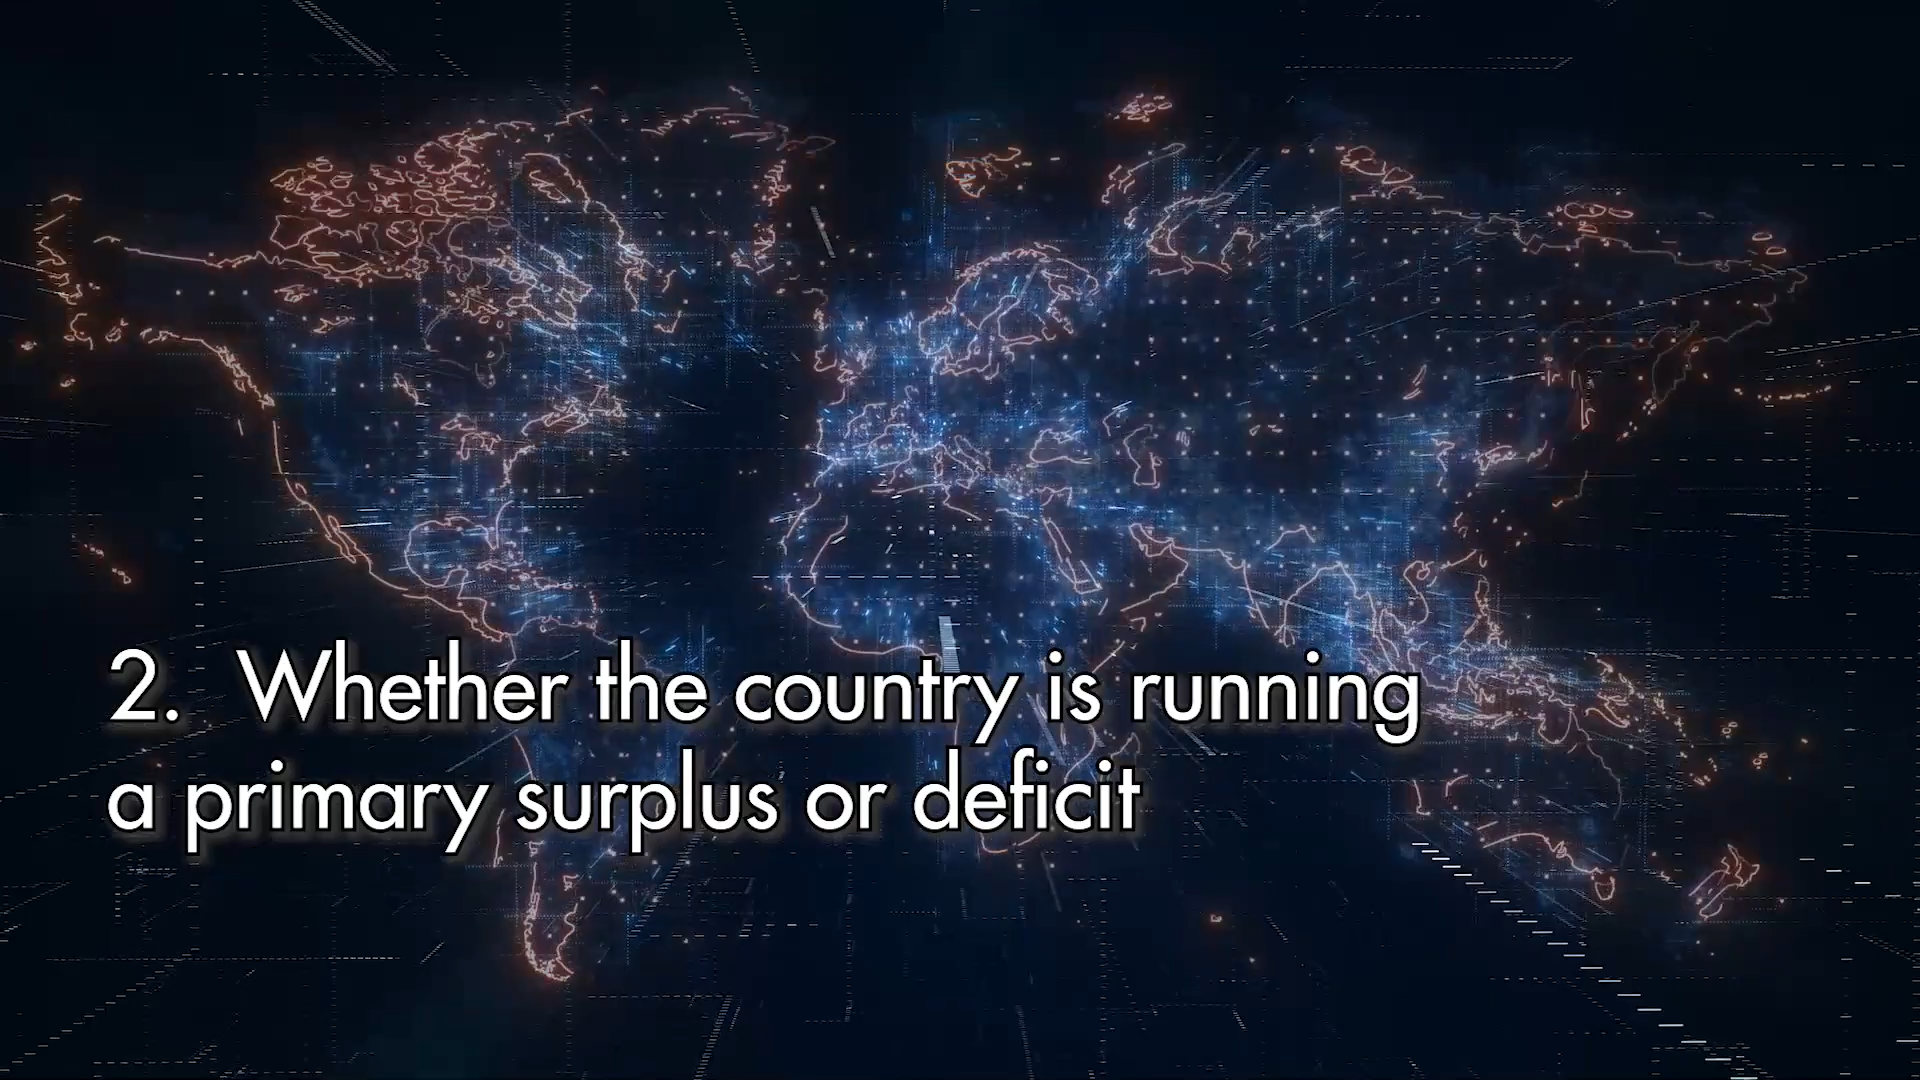 2. Whether the country is running
a primary surplus or deficit